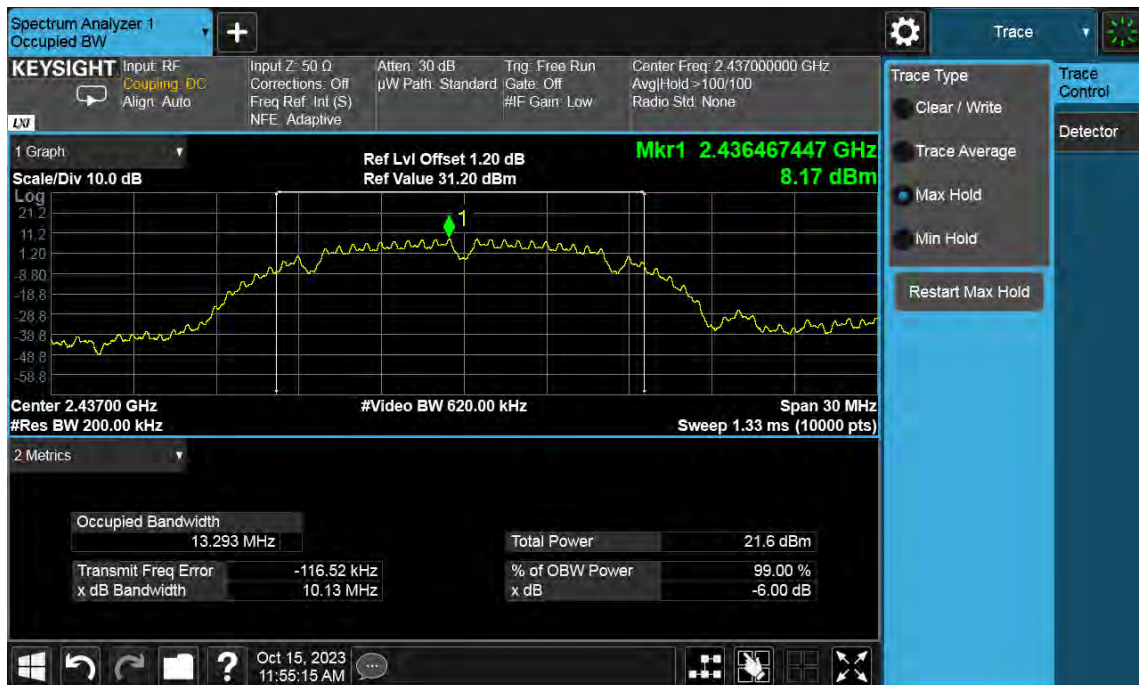 Spectrum Analyzer 1
Occupied BW
+
Trace
KEYSIGHT
Input: RF
Coupling: DC
Align: Auto
Input Z: 50 Ω
Corrections: Off
Freq Ref: Int (S)
NFE: Adaptive
Atten: 30 dB
µW Path: Standard
Trig: Free Run
Gate: Off
#IF Gain: Low
Center Freq: 2.437000000 GHz
Avg|Hold >100/100
Radio Std: None
LXI
1 Graph
Scale/Div 10.0 dB
Ref Lvl Offset 1.20 dB
Ref Value 31.20 dBm
Mkr1 2.436467447 GHz
8.17 dBm
Log
21.2
11.2
1.20
-8.80
-18.8
-28.8
-38.8
-48.8
-58.8
1
Center 2.43700 GHz
#Video BW 620.00 kHz
Span 30 MHz
#Res BW 200.00 kHz
Sweep 1.33 ms (10000 pts)
2 Metrics
Occupied Bandwidth
13.293 MHz
Total Power 21.6 dBm
Transmit Freq Error -116.52 kHz
% of OBW Power 99.00 %
x dB Bandwidth 10.13 MHz
x dB -6.00 dB
Trace Type
Clear / Write
Trace Average
Max Hold
Min Hold
Restart Max Hold
Trace
Control
Detector
?
Oct 15, 2023
11:55:15 AM